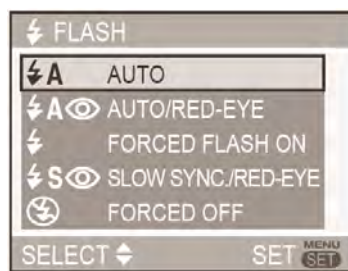 FLASH
A AUTO
A AUTO/RED-EYE
FORCED FLASH ON
S SLOW SYNC./RED-EYE
FORCED OFF
SELECT SET MENU SET